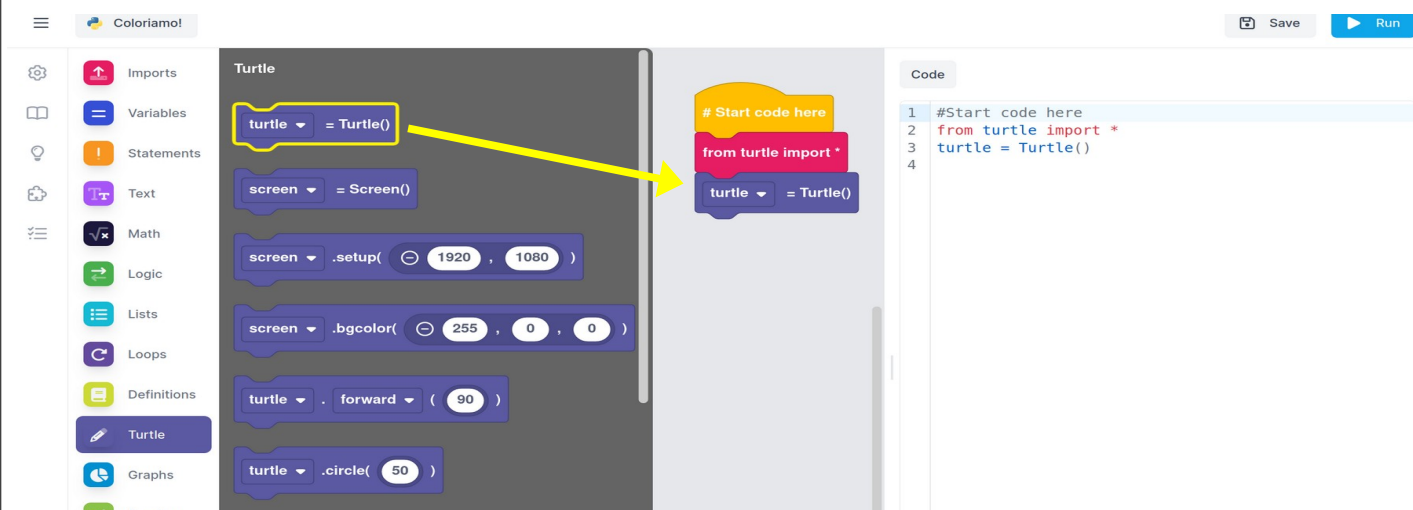 Coloriamo!
Save
Run
Imports
Variables
Statements
Text
Math
Logic
Lists
Loops
Definitions
Turtle
Graphs
Turtle
turtle = Turtle()
screen = Screen()
screen .setup( 1920 , 1080 )
screen .bgcolor( 255 , 0 , 0 )
turtle . forward ( 90 )
turtle .circle( 50 )
# Start code here
from turtle import *
turtle = Turtle()
Code
1 #Start code here
2 from turtle import *
3 turtle = Turtle()
4